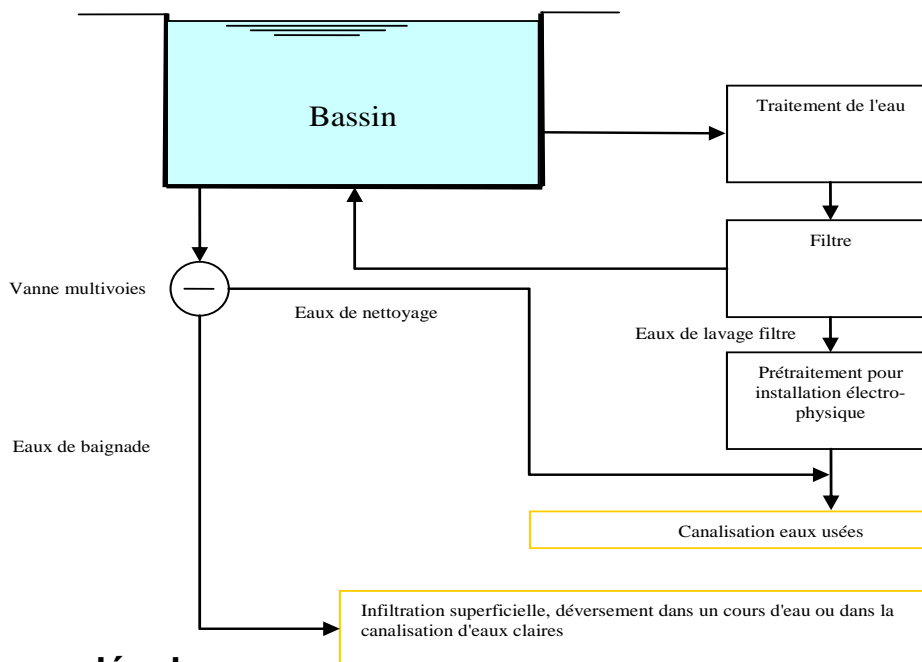 Bassin
Traitement de l'eau
Filtre
Vanne multivoies
Eaux de nettoyage
Eaux de lavage filtre
Prétraitement pour
installation électro-
physique
Eaux de baignade
Canalisation eaux usées
Infiltration superficielle, déversement dans un cours d'eau ou dans la
canalisation d'eaux claires